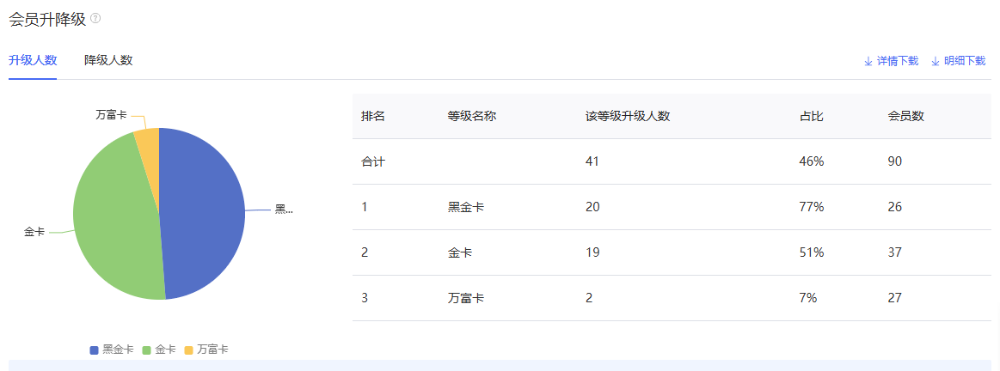 会员升降级 ?
升级人数 降级人数 详情下载 明细下载
万富卡
黑...
金卡
黑金卡 金卡 万富卡
排名 等级名称 该等级升级人数 占比 会员数
合计 41 46% 90
1 黑金卡 20 77% 26
2 金卡 19 51% 37
3 万富卡 2 7% 27